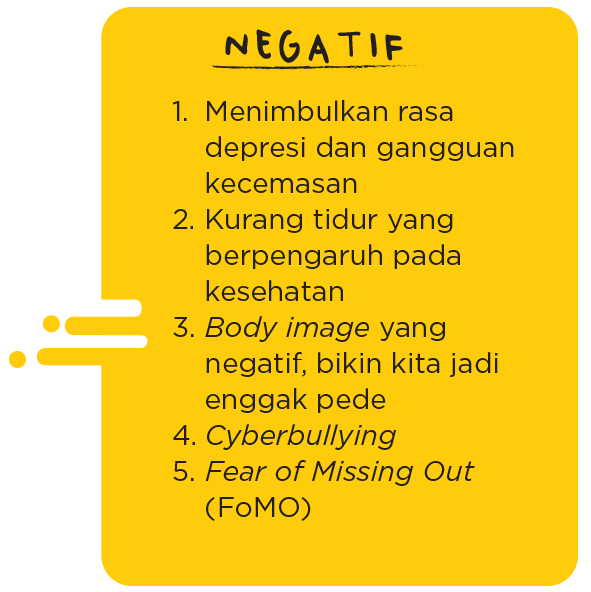 NEGATIF
1. Menimbulkan rasa
depresi dan gangguan
kecemasan
2. Kurang tidur yang
berpengaruh pada
kesehatan
3. Body image yang
negatif, bikin kita jadi
enggak pede
4. Cyberbullying
5. Fear of Missing Out
(FoMO)